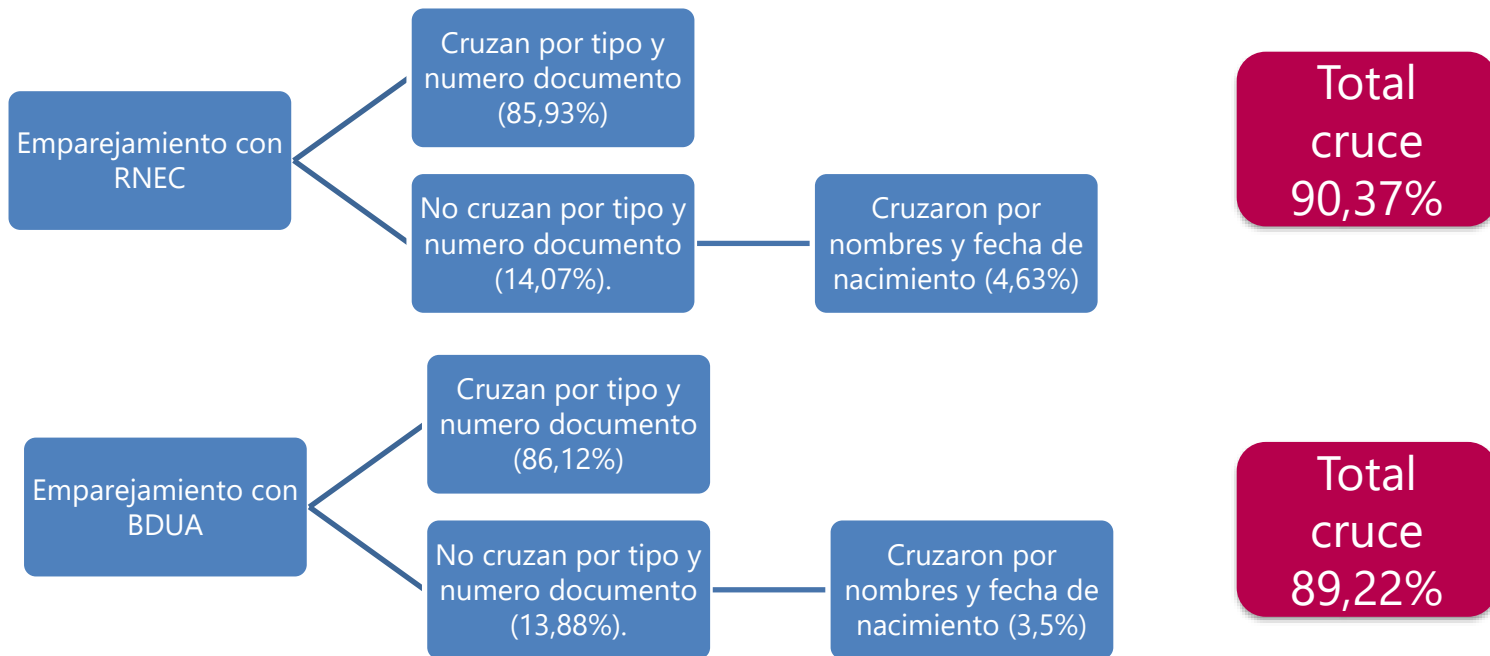 Cruzan por tipo y
numero documento
(85,93%)
Emparejamiento con
RNEC
No cruzan por tipo y
numero documento
(14,07%).
Cruzaron por
nombres y fecha de
nacimiento (4,63%)
Total
cruce
90,37%
Cruzan por tipo y
numero documento
(86,12%)
Emparejamiento con
BDUA
No cruzan por tipo y
numero documento
(13,88%).
Cruzaron por
nombres y fecha de
nacimiento (3,5%)
Total
cruce
89,22%